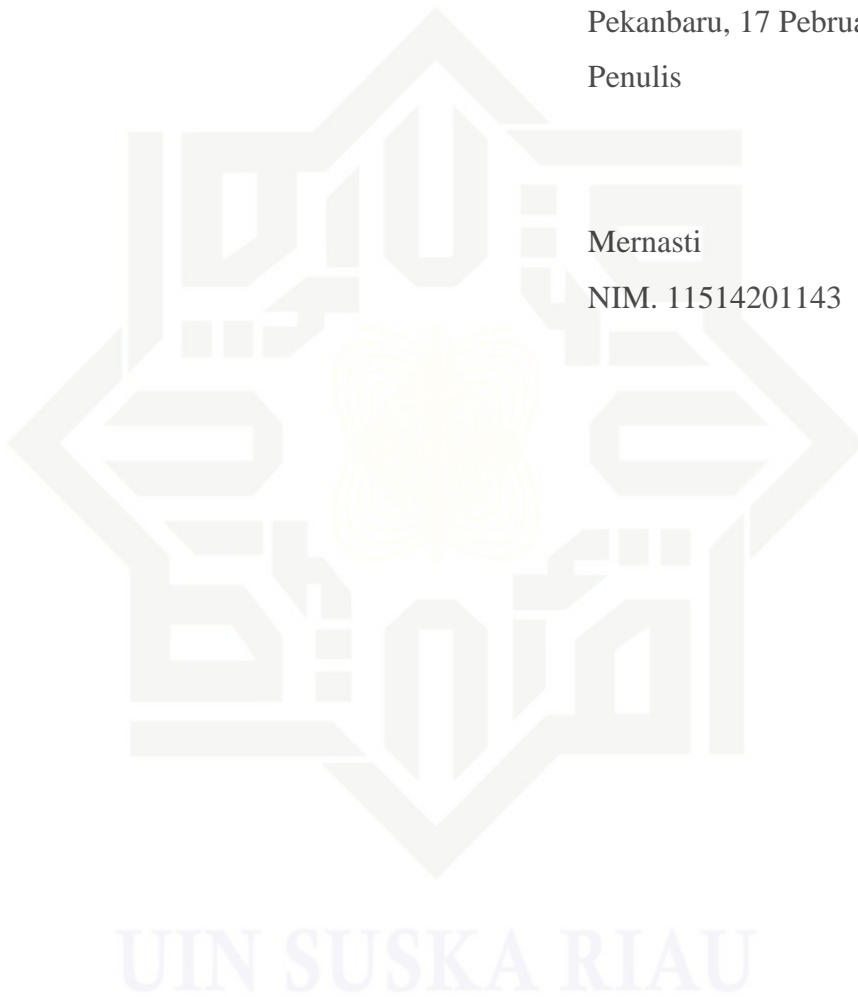 Pekanbaru, 17 Pebrua
Penulis
Mernasti
NIM. 11514201143
UIN SUSKA RIAU